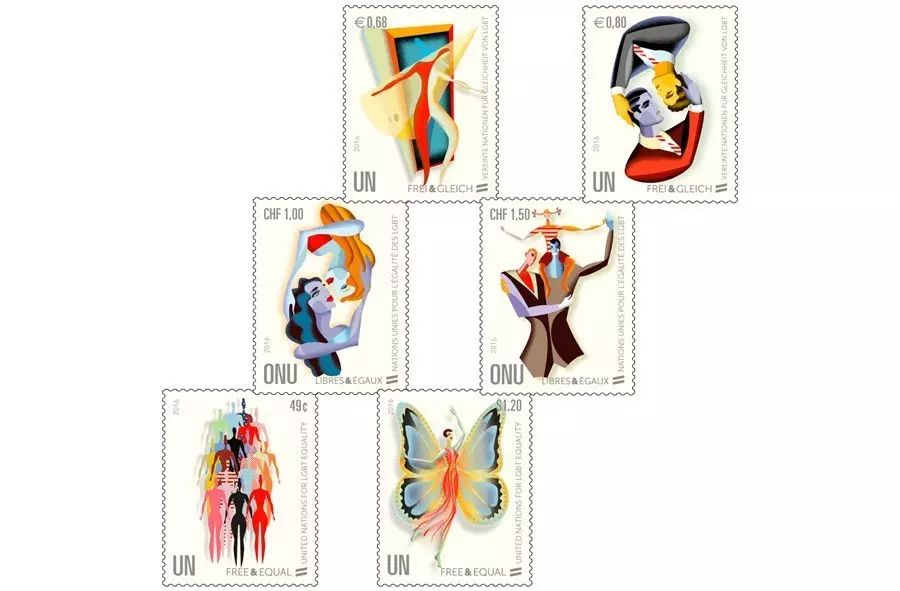 €0,68
2016
VEREINTE NATIONEN FÜR GLEICHHEIT VON LGBT
UN
FREI & GLEICH
€ 0,80
2016
VEREINTE NATIONEN FÜR GLEICHHEIT VON LGBT
UN
FREI & GLEICH
CHF 1,00
2016
NATIONS UNIES POUR L'ÉGALITÉ DES LGBT
ONU
LIBRES & ÉGAUX
CHF 1,50
2016
NATIONS UNIES POUR L'ÉGALITÉ DES LGBT
ONU
LIBRES & ÉGAUX
2016
49¢
UNITED NATIONS FOR LGBT EQUALITY
UN
FREE & EQUAL
2016
$1.20
UNITED NATIONS FOR LGBT EQUALITY
UN
FREE & EQUAL